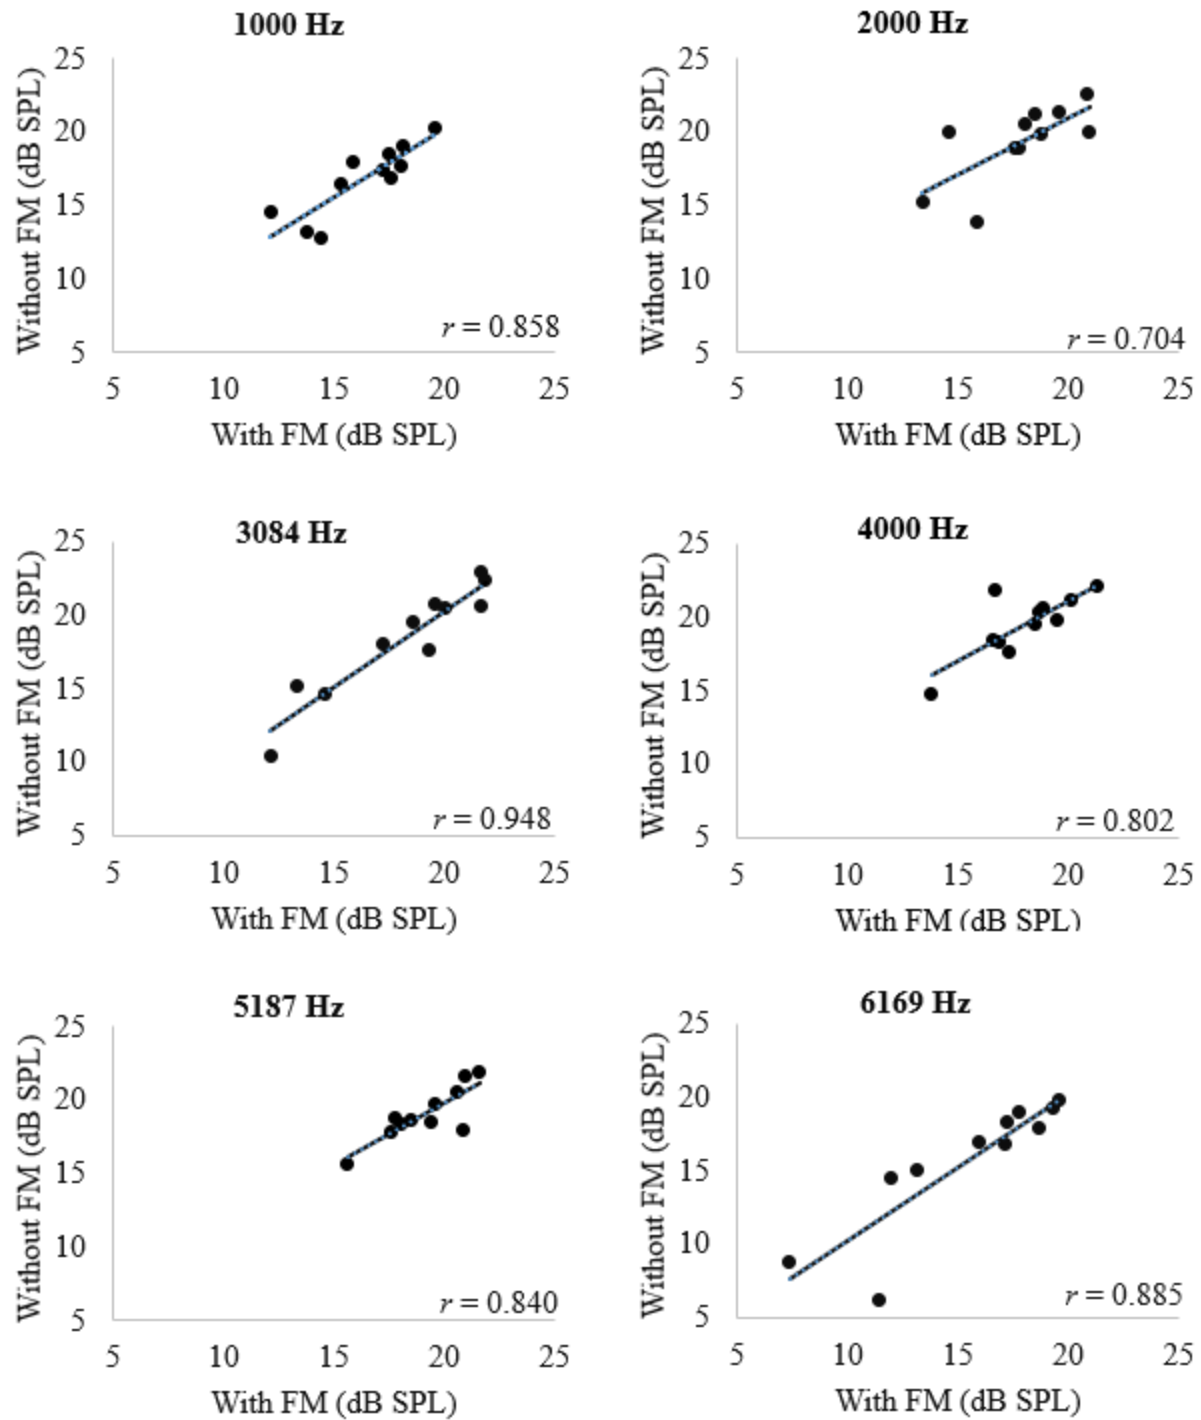 1000 Hz
Without FM (dB SPL)
25
20
15
10
5
r = 0.858
5 10 15 20 25
With FM (dB SPL)
2000 Hz
Without FM (dB SPL)
25
20
15
10
5
r = 0.704
5 10 15 20 25
With FM (dB SPL)
3084 Hz
Without FM (dB SPL)
25
20
15
10
5
r = 0.948
5 10 15 20 25
With FM (dB SPL)
4000 Hz
Without FM (dB SPL)
25
20
15
10
5
r = 0.802
5 10 15 20 25
With FM (dB SPL)
5187 Hz
Without FM (dB SPL)
25
20
15
10
5
r = 0.840
5 10 15 20 25
With FM (dB SPL)
6169 Hz
Without FM (dB SPL)
25
20
15
10
5
r = 0.885
5 10 15 20 25
With FM (dB SPL)